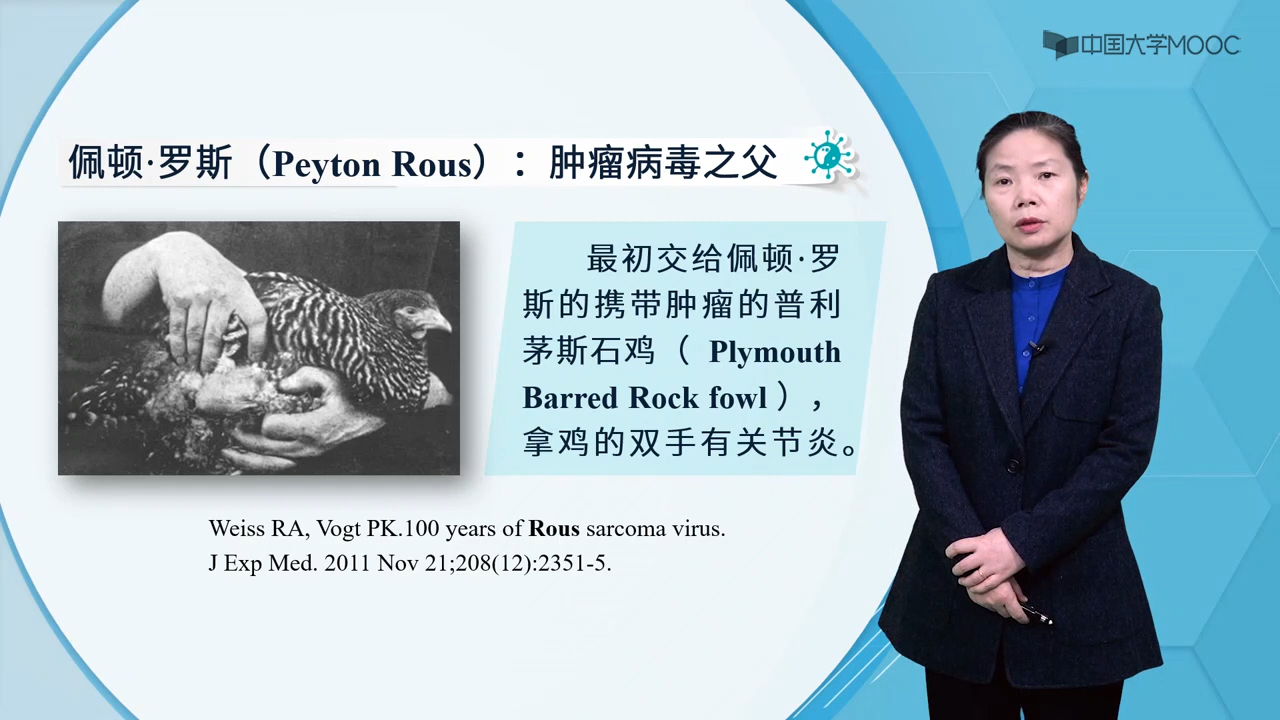 中国大学MOOC
佩顿·罗斯（Peyton Rous）：肿瘤病毒之父
最初交给佩顿·罗
斯的携带肿瘤的普利
茅斯石鸡（ Plymouth
Barred Rock fowl ），
拿鸡的双手有关节炎。
Weiss RA, Vogt PK.100 years of Rous sarcoma virus.
J Exp Med. 2011 Nov 21;208(12):2351-5.